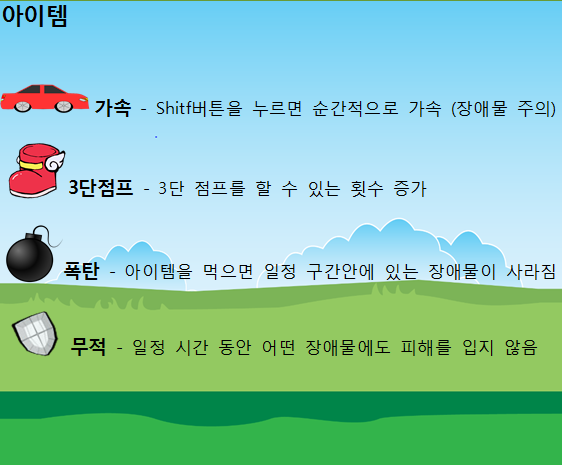 아이템
가속 - Shitf버튼을 누르면 순간적으로 가속 (장애물 주의)
3단점프 - 3단 점프를 할 수 있는 횟수 증가
폭탄 - 아이템을 먹으면 일정 구간안에 있는 장애물이 사라짐
무적 - 일정 시간 동안 어떤 장애물에도 피해를 입지 않음